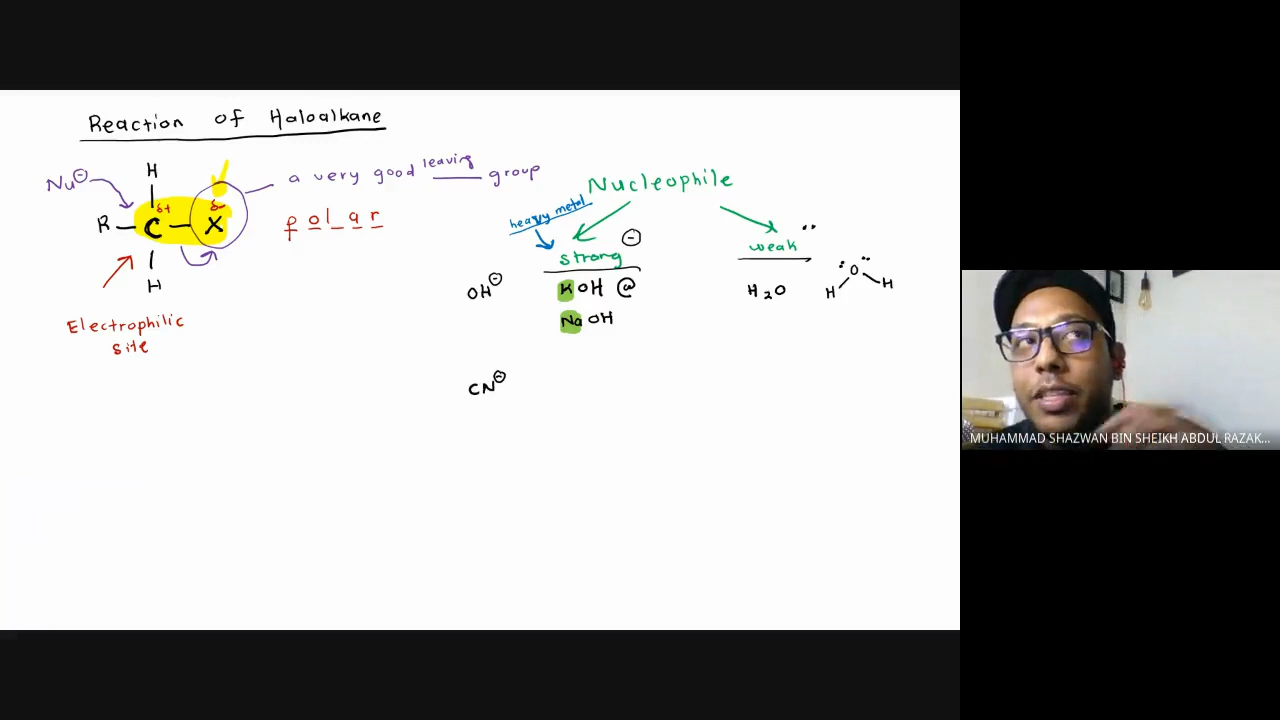 Reaction of Haloalkane
H
Nu⊖
a very good leaving group
δ+ δ-
R-C-X
polar
H
Electrophilic
site
Nucleophile
heavy metal
⊖
strong
weak
OH⊖
KOH @
NaOH
H2O
O
H H
CN⊖
MUHAMMAD SHAZWAN BIN SHEIKH ABDUL RAZAK...